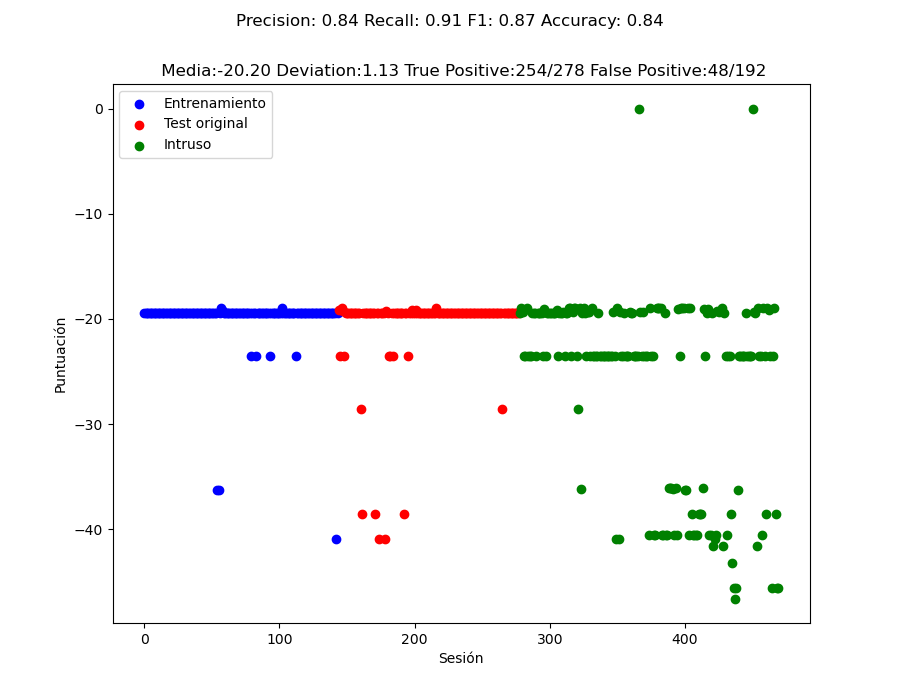 Precision: 0.84 Recall: 0.91 F1: 0.87 Accuracy: 0.84
Media:-20.20 Deviation:1.13 True Positive:254/278 False Positive:48/192
Entrenamiento
Test original
Intruso
0
−10
−20
−30
−40
Puntuación
0 100 200 300 400
Sesión